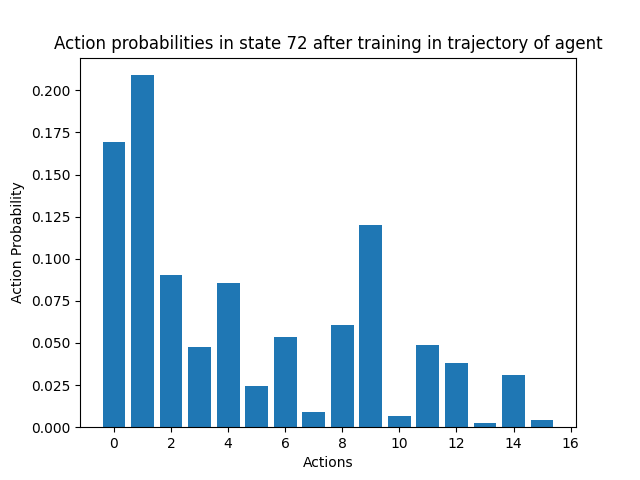 Action probabilities in state 72 after training in trajectory of agent
0.200
0.175
0.150
0.125
0.100
0.075
0.050
0.025
0.000
Action Probability
0 2 4 6 8 10 12 14 16
Actions